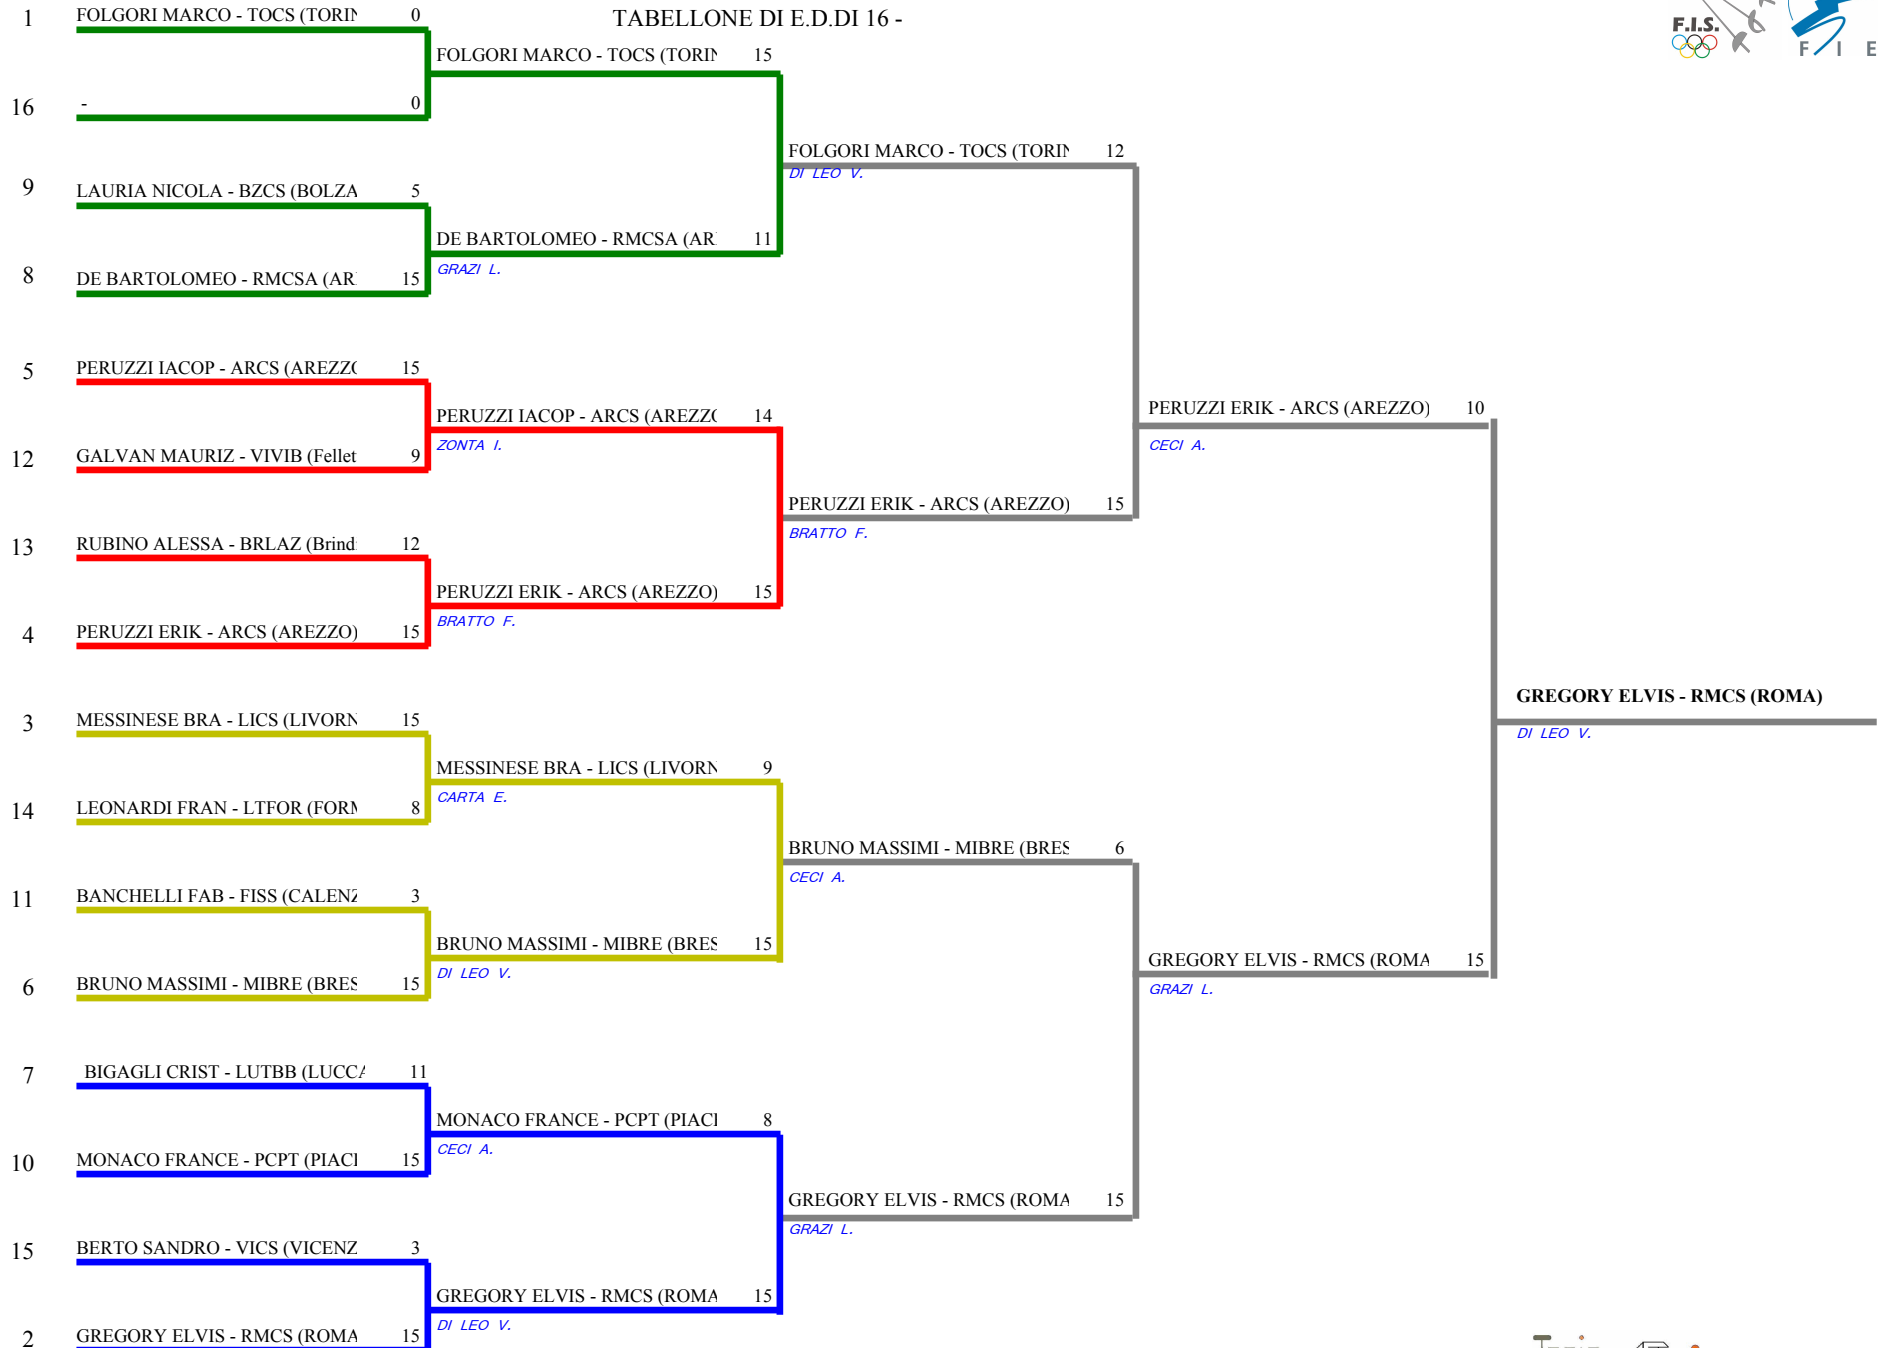 TABELLONE DI E.D.DI 16 -
F.I.S.
F I E
1 FOLGORI MARCO - TOCS (TORIN 0
FOLGORI MARCO - TOCS (TORIN 15
16 - 0
FOLGORI MARCO - TOCS (TORIN 12
DI LEO V.
9 LAURIA NICOLA - BZCS (BOLZA 5
DE BARTOLOMEO - RMCSA (AR 11
GRAZI L.
8 DE BARTOLOMEO - RMCSA (AR 15
5 PERUZZI IACOP - ARCS (AREZZO 15
PERUZZI IACOP - ARCS (AREZZO 14
ZONTA I.
PERUZZI ERIK - ARCS (AREZZO) 10
CECI A.
12 GALVAN MAURIZ - VIVIB (Fellet 9
PERUZZI ERIK - ARCS (AREZZO) 15
BRATTO F.
13 RUBINO ALESSA - BRLAZ (Brind 12
PERUZZI ERIK - ARCS (AREZZO) 15
BRATTO F.
4 PERUZZI ERIK - ARCS (AREZZO) 15
GREGORY ELVIS - RMCS (ROMA)
DI LEO V.
3 MESSINESE BRA - LICS (LIVORN 15
MESSINESE BRA - LICS (LIVORN 9
CARTA E.
14 LEONARDI FRAN - LTFOR (FORM 8
BRUNO MASSIMI - MIBRE (BRES 6
CECI A.
11 BANCHELLI FAB - FISS (CALENZ 3
BRUNO MASSIMI - MIBRE (BRES 15
DI LEO V.
GREGORY ELVIS - RMCS (ROMA 15
GRAZI L.
6 BRUNO MASSIMI - MIBRE (BRES 15
7 BIGAGLI CRIST - LUTBB (LUCCA 11
MONACO FRANCE - PCPT (PIACE 8
CECI A.
10 MONACO FRANCE - PCPT (PIACE 15
GREGORY ELVIS - RMCS (ROMA 15
GRAZI L.
15 BERTO SANDRO - VICS (VICENZ 3
GREGORY ELVIS - RMCS (ROMA 15
DI LEO V.
2 GREGORY ELVIS - RMCS (ROMA 15